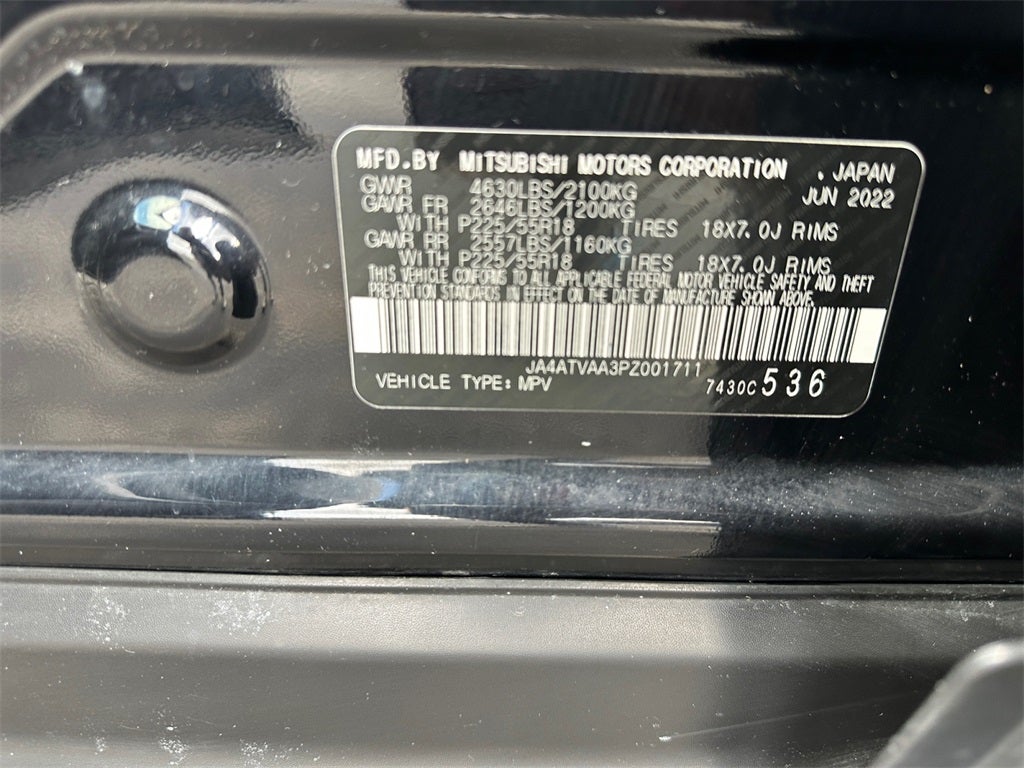 MFD.BY MITSUBISHI MOTORS CORPORATION , JAPAN
GVWR 4630LBS/2100KG JUN 2022
GAWR FR 2646LBS/1200KG
WITH P225/55R18 TIRES 18X7.0J RIMS
GAWR RR 2557LBS/1160KG
WITH P225/55R18 TIRES 18X7.0J RIMS
THIS VEHICLE CONFORMS TO ALL APPLICABLE FEDERAL MOTOR VEHICLE SAFETY AND THEFT
PREVENTION STANDARDS IN EFFECT ON THE DATE OF MANUFACTURE SHOWN ABOVE.
JA4ATVAA3PZ001711
VEHICLE TYPE: MPV 7430C 536